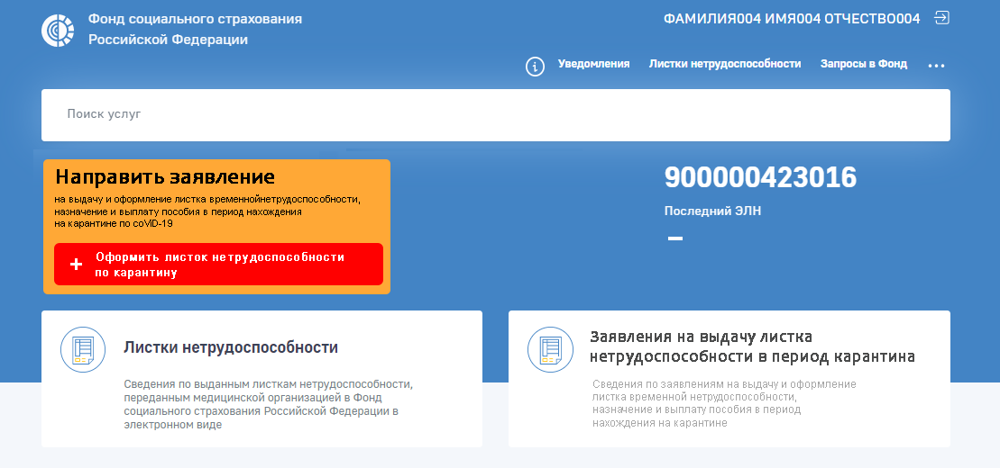 Фонд социального страхования
Российской Федерации
ФАМИЛИЯ004 ИМЯ004 ОТЧЕСТВО004
Уведомления Листки нетрудоспособности Запросы в Фонд ...
Поиск услуг
Направить заявление
на выдачу и оформление листка временнойнетрудоспособности,
назначение и выплату пособия в период нахождения
на карантине по coVID-19
+ Оформить листок нетрудоспособности
по карантину
900000423016
Последний ЭЛН
–
Листки нетрудоспособности
Сведения по выданным листкам нетрудоспособности,
переданным медицинской организацией в Фонд
социального страхования Российской Федерации в
электронном виде
Заявления на выдачу листка
нетрудоспособности в период карантина
Сведения по заявлениям на выдачу и оформление
листка временной нетрудоспособности,
назначение и выплату пособия в период
нахождения на карантине